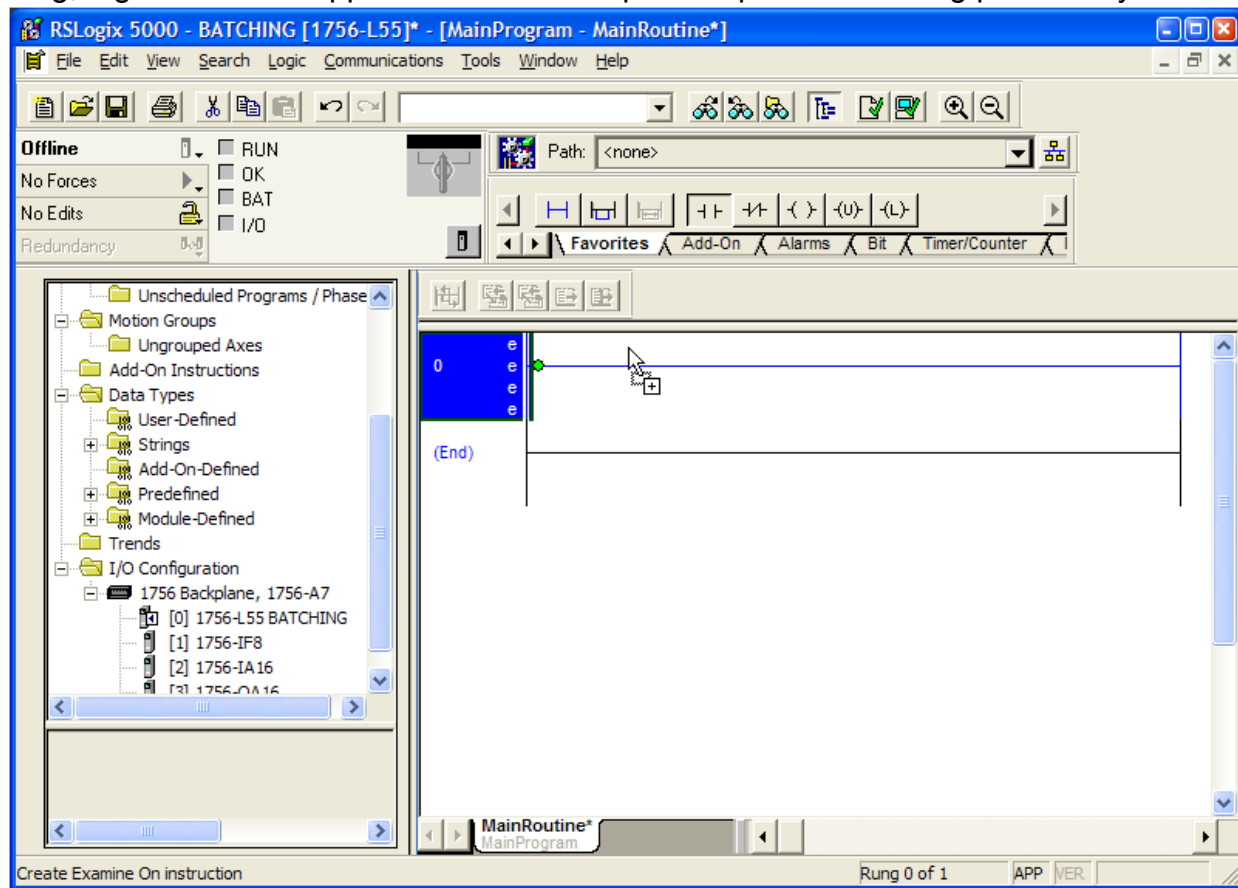 RSLogix 5000 - BATCHING [1756-L55]* - [MainProgram - MainRoutine*]
File Edit View Search Logic Communications Tools Window Help
Offline
RUN
No Forces
OK
No Edits
BAT
Redundancy
I/O
Path: <none>
Favorites Add-On Alarms Bit Timer/Counter
Unscheduled Programs / Phase
Motion Groups
Ungrouped Axes
Add-On Instructions
Data Types
User-Defined
Strings
Add-On-Defined
Predefined
Module-Defined
Trends
I/O Configuration
1756 Backplane, 1756-A7
[0] 1756-L55 BATCHING
[1] 1756-IF8
[2] 1756-IA16
[3] 1756-OA16
e
0 e
e
e
(End)
MainRoutine*
MainProgram
Create Examine On instruction
Rung 0 of 1 APP VER